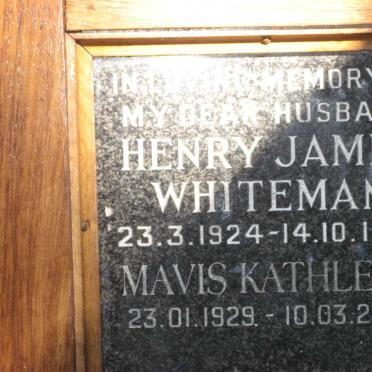 IN LOVING MEMORY
MY DEAR HUSBA
HENRY JAM
WHITEMAN
23.3.1924-14.10.1
MAVIS KATHLE
23.01.1929 - 10.03.2